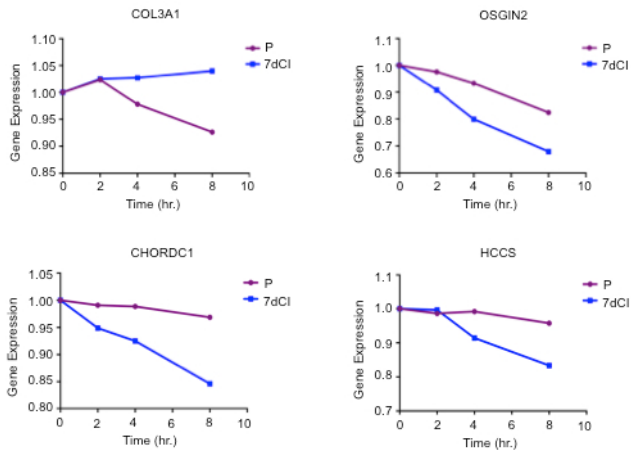 COL3A1
Gene Expression
1.10
1.05
1.00
0.95
0.90
0.85
0 2 4 6 8 10
Time (hr.)
P
7dCI
OSGIN2
Gene Expression
1.1
1.0
0.9
0.8
0.7
0.6
0 2 4 6 8 10
Time (hr.)
P
7dCI
CHORDC1
Gene Expression
1.05
1.00
0.95
0.90
0.85
0.80
0 2 4 6 8 10
Time (hr.)
P
7dCI
HCCS
Gene Expression
1.1
1.0
0.9
0.8
0.7
0 2 4 6 8 10
Time (hr.)
P
7dCI